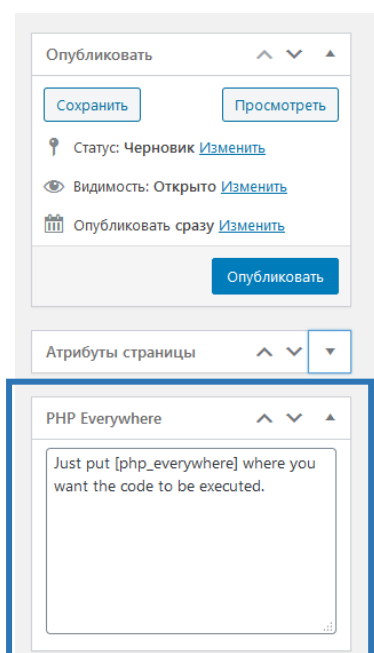 Опубликовать
Сохранить Просмотреть
Статус: Черновик Изменить
Видимость: Открыто Изменить
Опубликовать сразу Изменить
Опубликовать
Атрибуты страницы
PHP Everywhere
Just put [php_everywhere] where you
want the code to be executed.